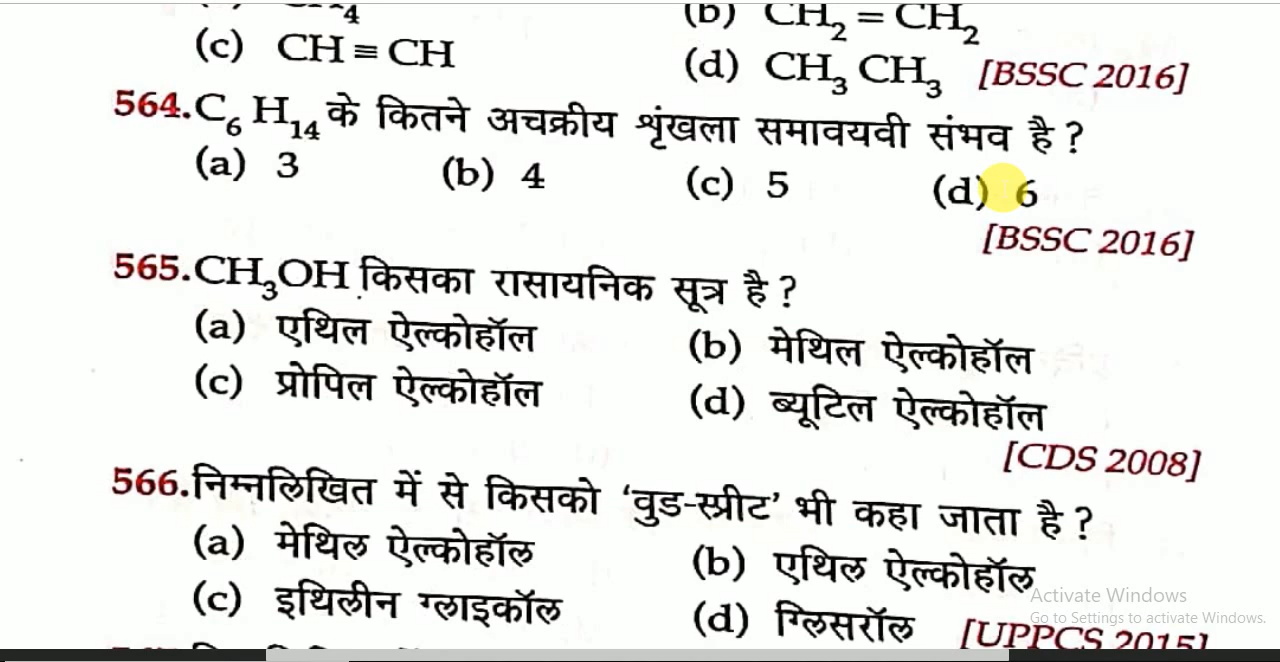 (b) CH₂ = CH₂
(c) CH ≡ CH (d) CH₃ CH₃ [BSSC 2016]
564. C₆ H₁₄ के कितने अचक्रीय शृंखला समावयवी संभव है ?
(a) 3 (b) 4 (c) 5 (d) 6
[BSSC 2016]
565. CH₃OH किसका रासायनिक सूत्र है ?
(a) एथिल ऐल्कोहॉल (b) मेथिल ऐल्कोहॉल
(c) प्रोपिल ऐल्कोहॉल (d) ब्यूटिल ऐल्कोहॉल
[CDS 2008]
566. निम्नलिखित में से किसको ‘वुड-स्प्रीट’ भी कहा जाता है ?
(a) मेथिल ऐल्कोहॉल (b) एथिल ऐल्कोहॉल
(c) इथिलीन ग्लाइकॉल (d) ग्लिसरॉल [UPPCS 2015]
Activate Windows
Go to Settings to activate Windows.